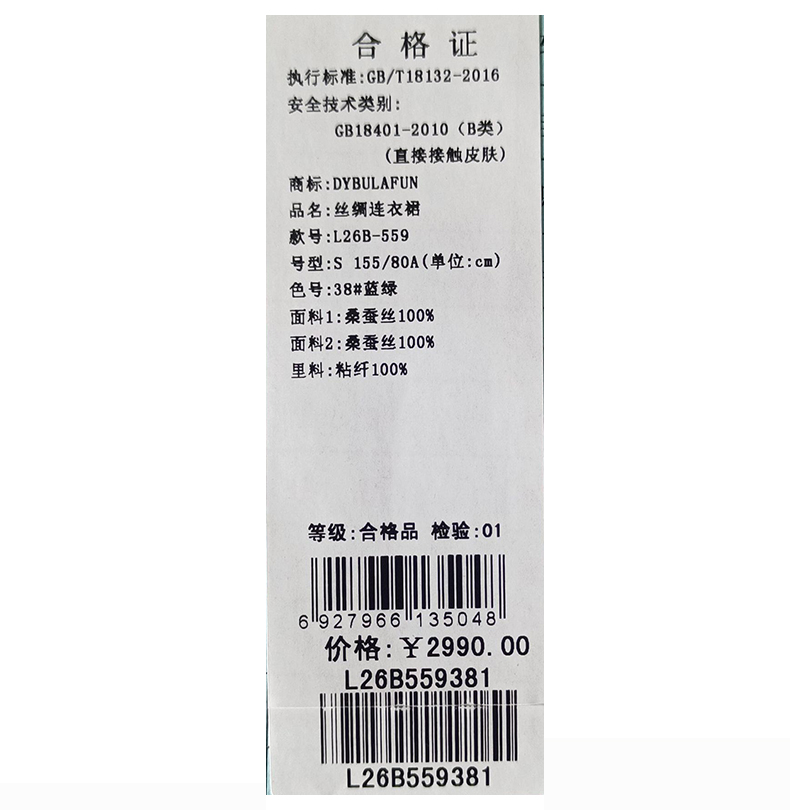 合格证
执行标准:GB/T18132-2016
安全技术类别:
GB18401-2010（B类）
(直接接触皮肤)
商标:DYBULAFUN
品名:丝绸连衣裙
款号:L26B-559
号型:S 155/80A(单位:cm)
色号:38#蓝绿
面料1:桑蚕丝100%
面料2:桑蚕丝100%
里料:粘纤100%
等级:合格品 检验:01
6 927966 135048
价格:￥2990.00
L26B559381
L26B559381